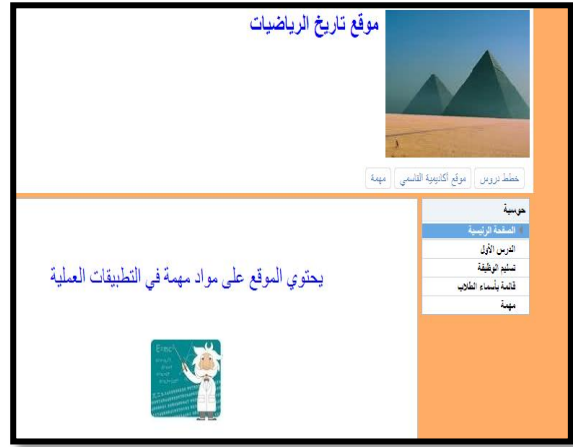 موقع تاريخ الرياضيات
خطط دروس
موقع أكاديمية القاسمي
مهمة
حوسبة
الصفحة الرئيسية
الدرس الأول
تسليم الوظيفة
قائمة بأسماء الطلاب
مهمة
يحتوي الموقع على مواد مهمة في التطبيقات العملية
E=mc²